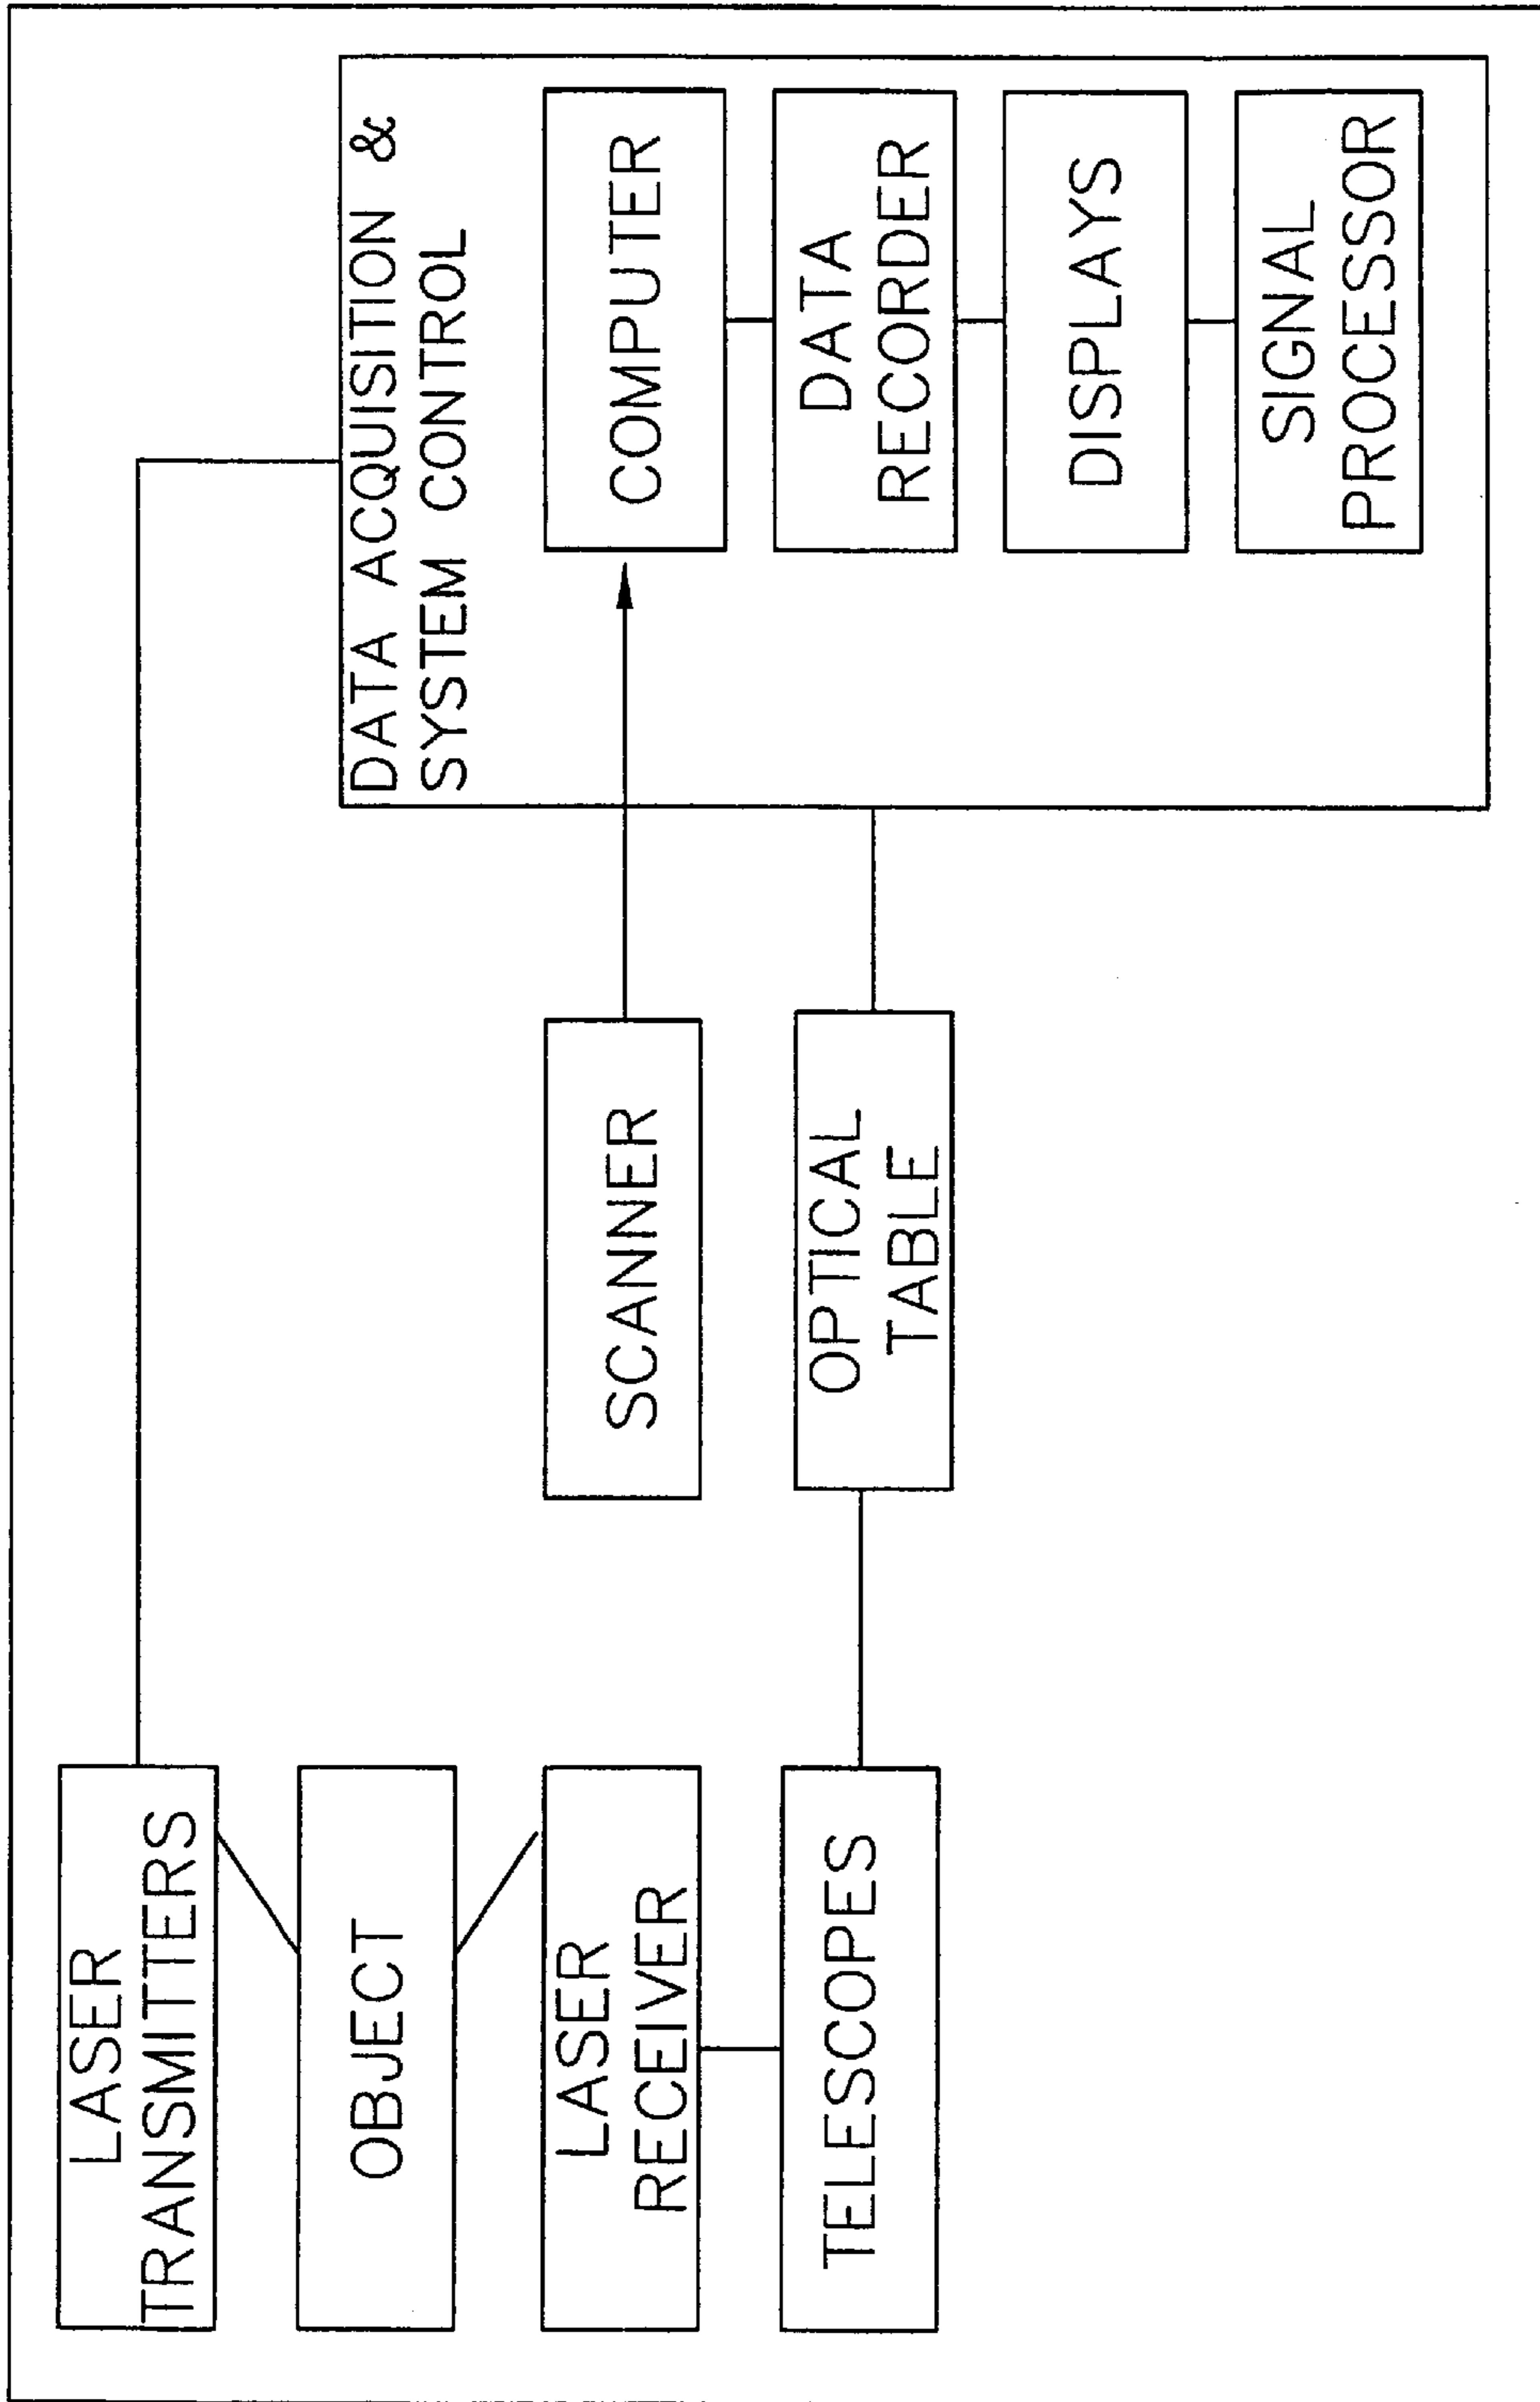 LASER
TRANSMITTERS
OBJECT
LASER
RECEIVER
TELESCOPES
SCANNER
OPTICAL
TABLE
DATA ACQUISITION &
SYSTEM CONTROL
COMPUTER
DATA
RECORDER
DISPLAYS
SIGNAL
PROCESSOR